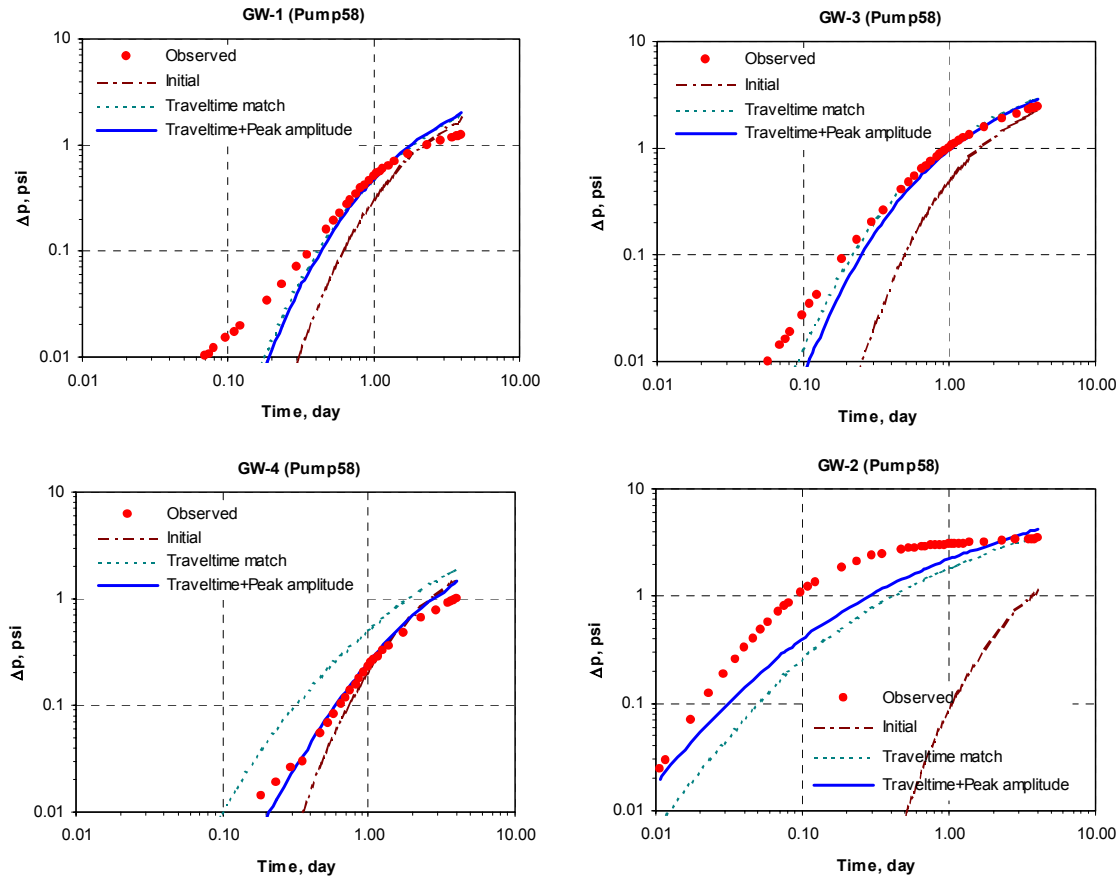 GW-1 (Pump58)
10
1
0.1
0.01
Δp, psi
Observed
Initial
Traveltime match
Traveltime+Peak amplitude
0.01 0.10 1.00 10.00
Time, day
GW-3 (Pump58)
10
1
0.1
0.01
Δp, psi
Observed
Initial
Traveltime match
Traveltime+Peak amplitude
0.01 0.10 1.00 10.00
Time, day
GW-4 (Pump58)
10
1
0.1
0.01
Δp, psi
Observed
Initial
Traveltime match
Traveltime+Peak amplitude
0.01 0.10 1.00 10.00
Time, day
GW-2 (Pump58)
10
1
0.1
0.01
Δp, psi
Observed
Initial
Traveltime match
Traveltime+Peak amplitude
0.01 0.10 1.00 10.00
Time, day